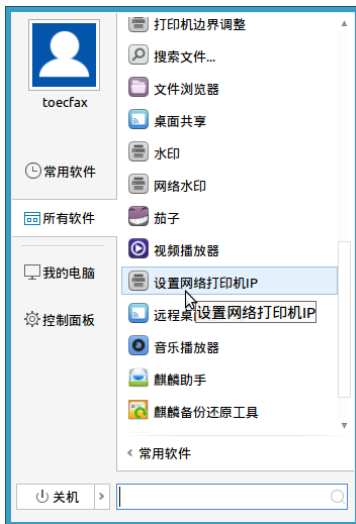 toecfax
常用软件
所有软件
我的电脑
控制面板
关机
打印机边界调整
搜索文件...
文件浏览器
桌面共享
水印
网络水印
茄子
视频播放器
设置网络打印机IP
远程桌
设置网络打印机IP
音乐播放器
麒麟助手
麒麟备份还原工具
常用软件